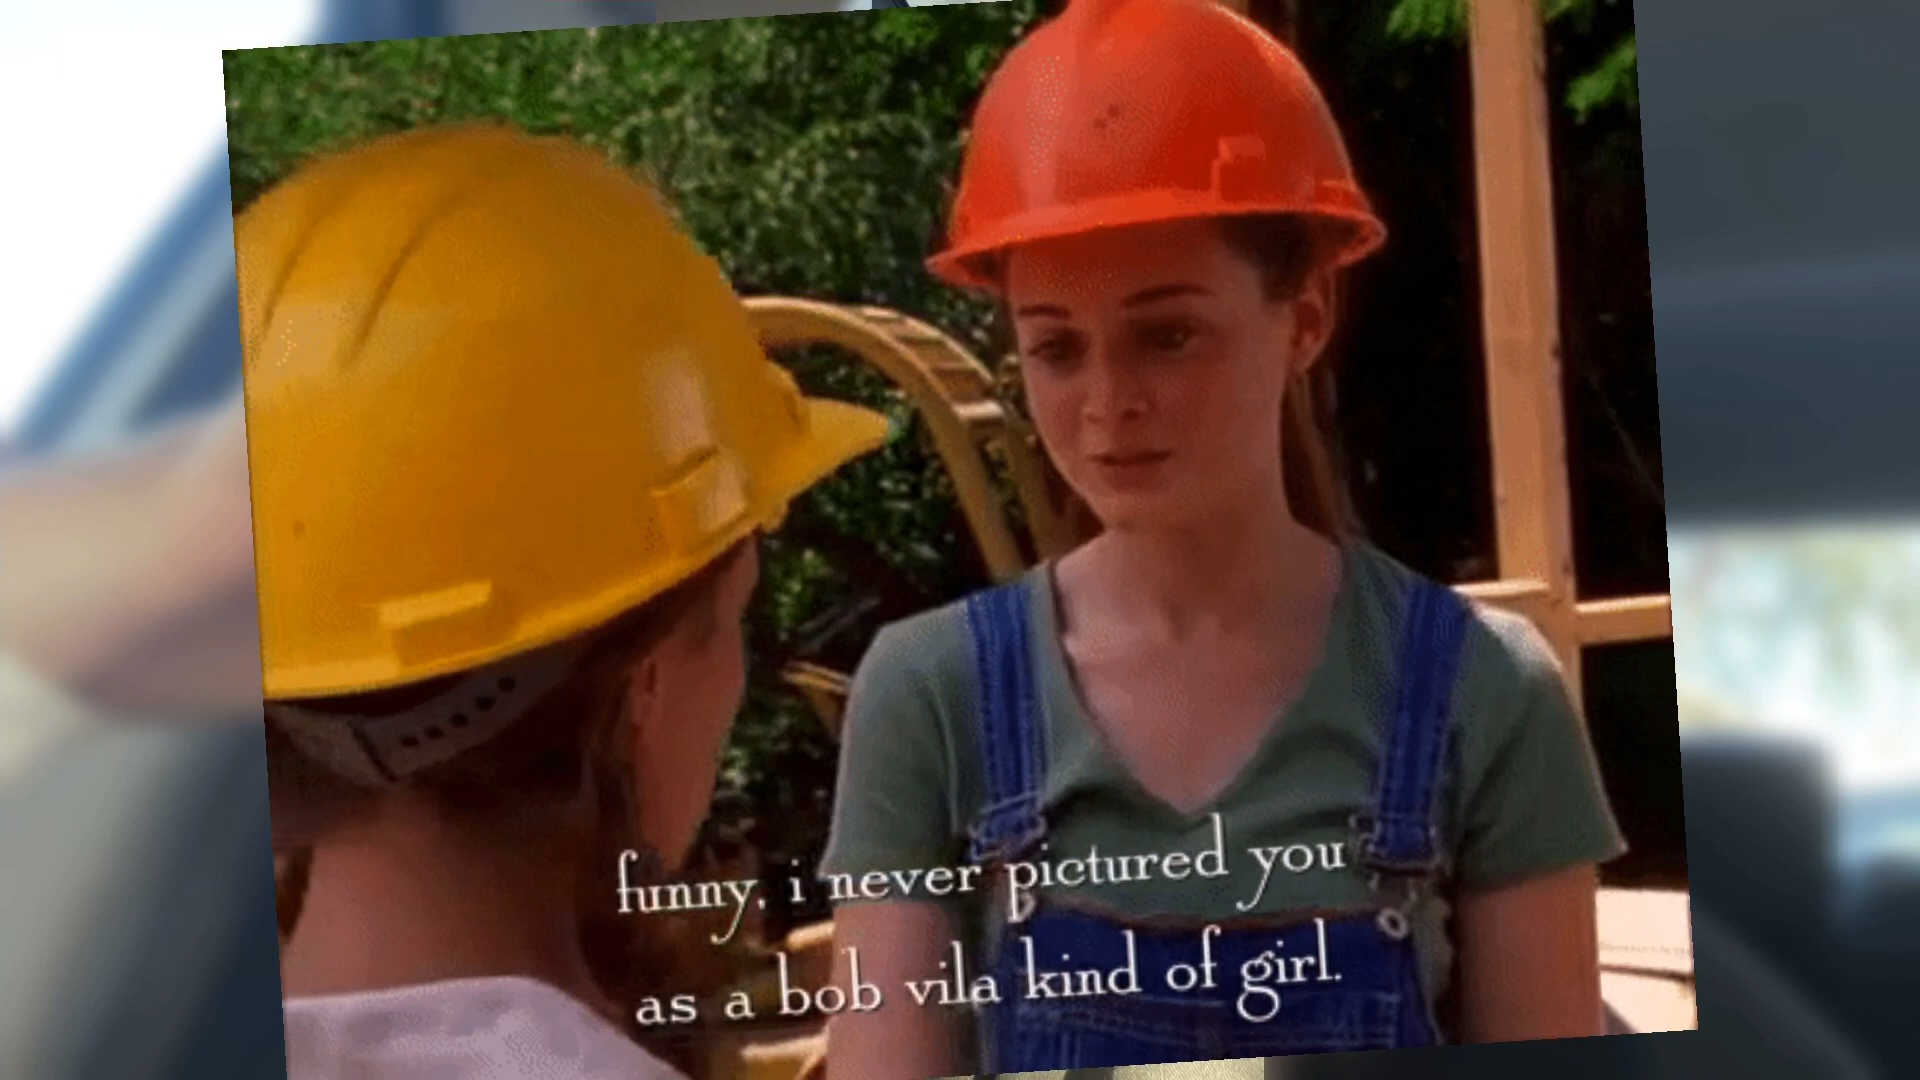 funny, i never pictured you
as a bob vila kind of girl.